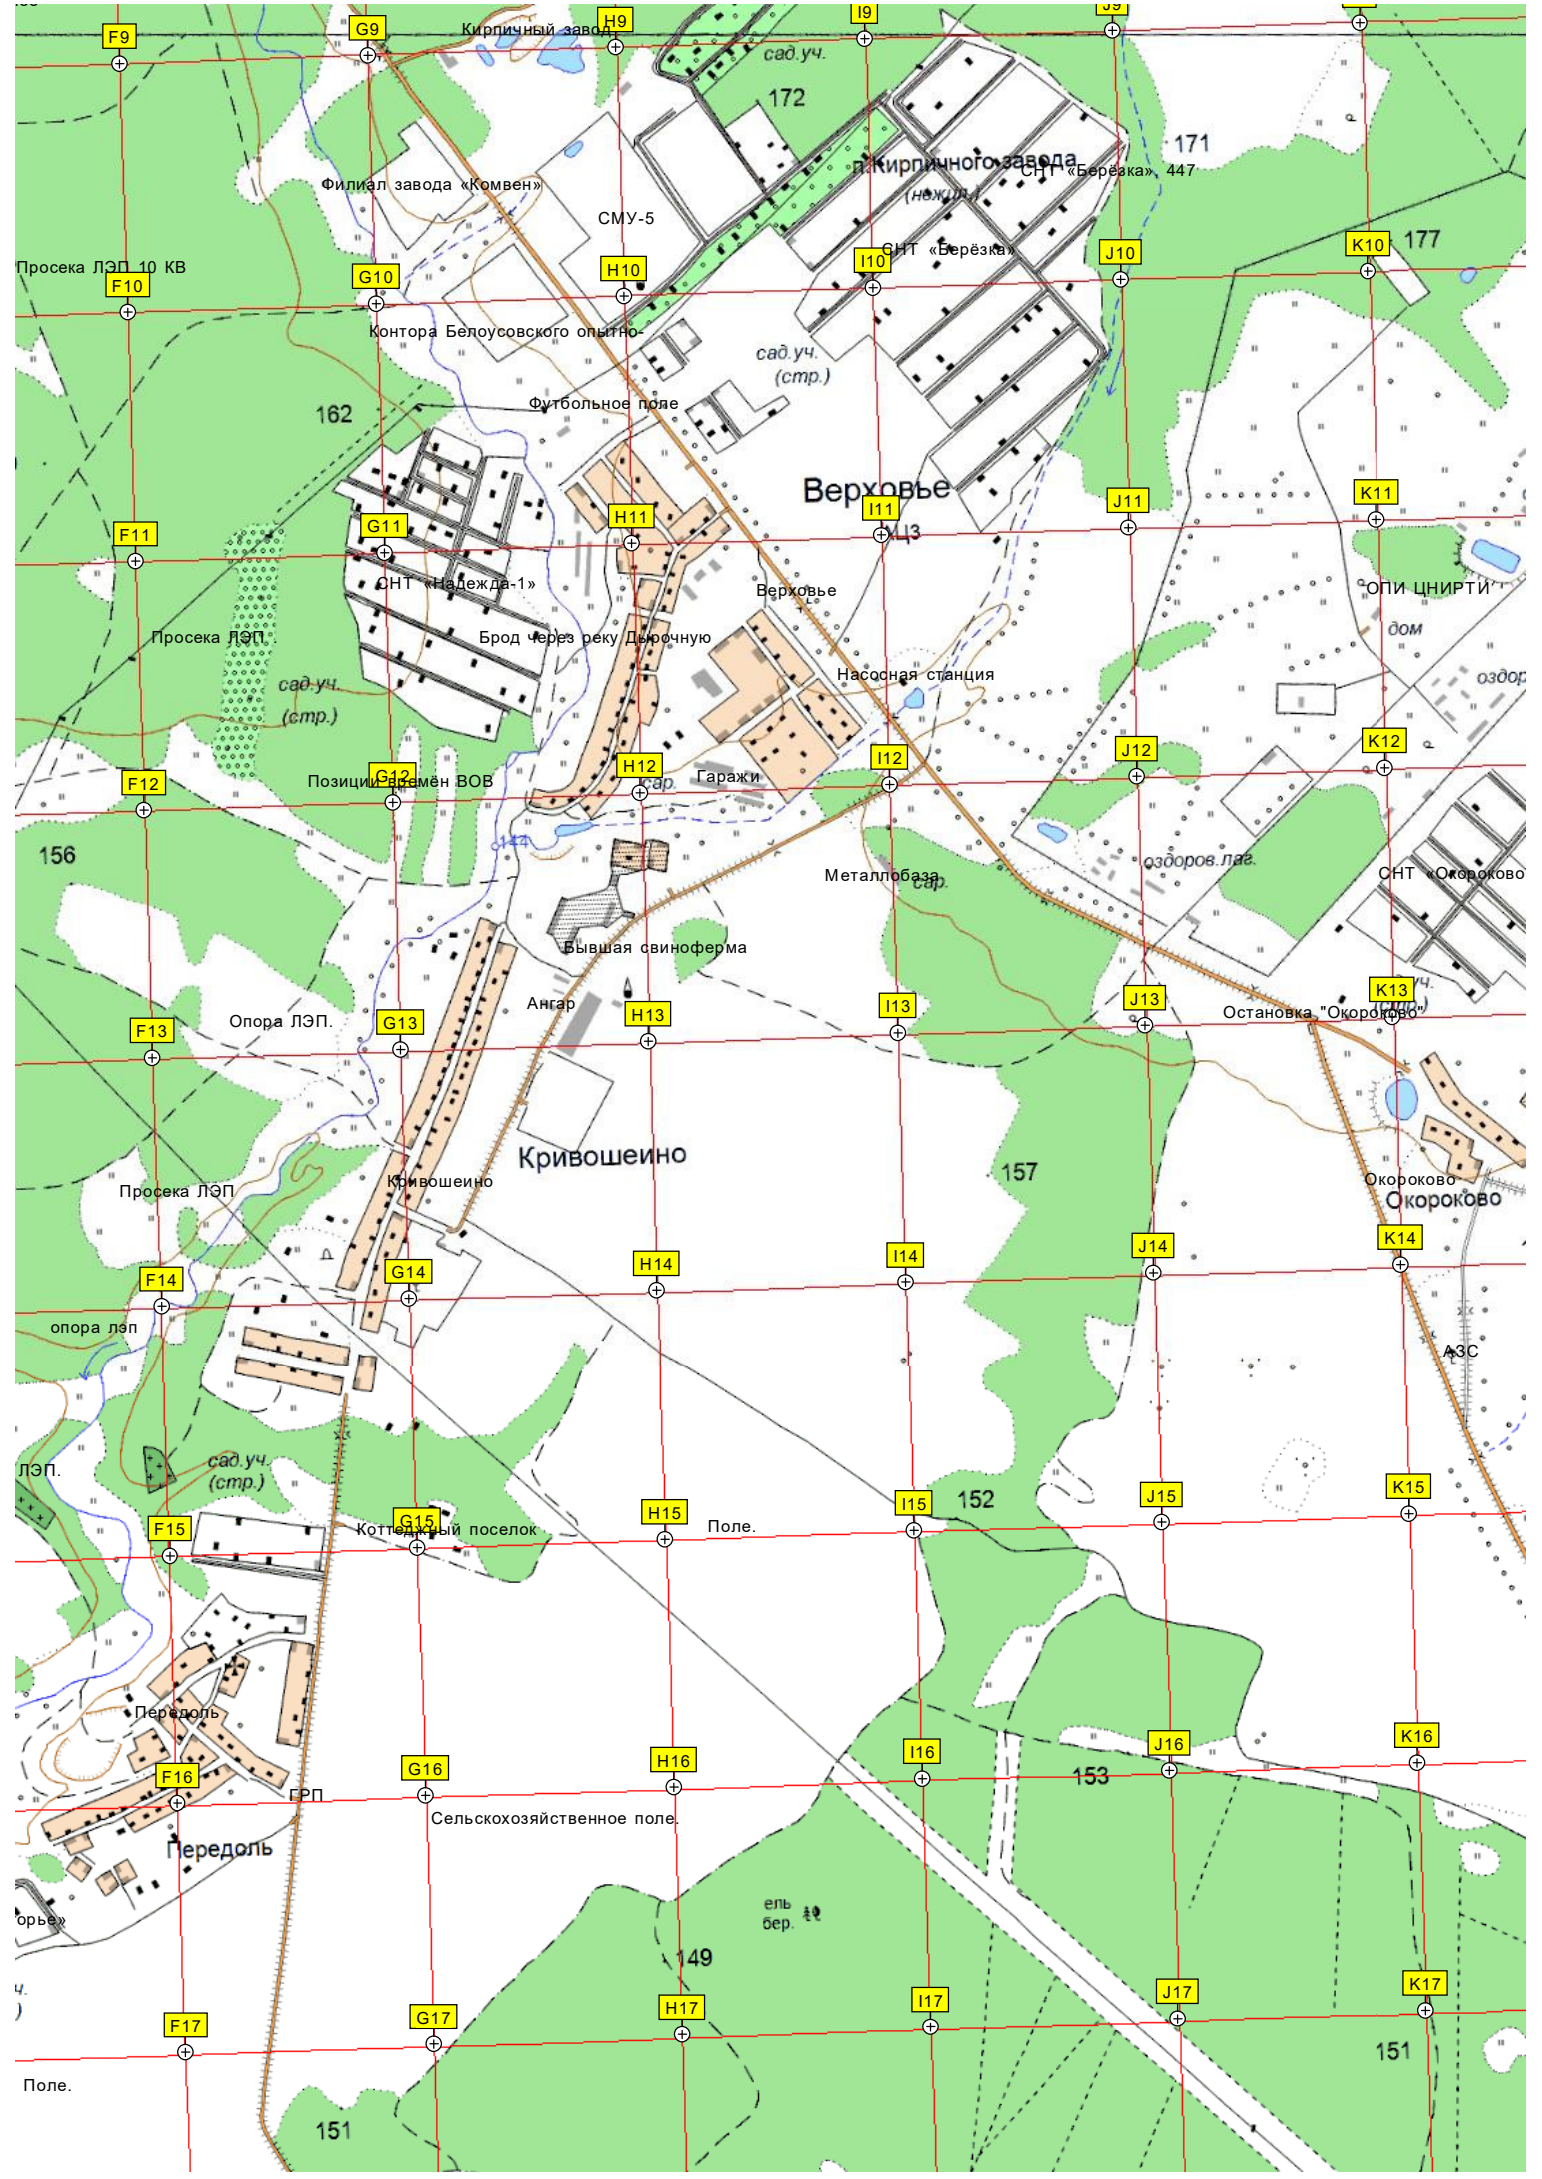 F9
G9
Кирпичный завод
H9
I9
J9
сад.уч.
172
171
п.Кирпичного завода
СНТ «Берёзка» 447
(нежил.)
Филиал завода «Комвен»
СМУ-5
СНТ «Берёзка»
177
Просека ЛЭП 10 КВ
F10
G10
H10
I10
J10
K10
Контора Белоусовского опытно-
сад.уч.
(стр.)
162
Футбольное поле
Верховье
F11
G11
H11
I11
J11
K11
УЦЗ
СНТ «Надежда-1»
Верховье
ОПИ ЦНИРТИ
дом
Просека ЛЭП.
Брод через реку Дырочную
Насосная станция
оздор
сад.уч.
(стр.)
F12
G12
H12
I12
J12
K12
Позиции времён ВОВ
сар.
Гаражи
144
156
оздоров.лаг.
Металлобаза
сар.
СНТ «Окороково
Бывшая свиноферма
Ангар
Опора ЛЭП.
F13
G13
H13
I13
J13
K13
уч.
(стр.)
Остановка "Окороково"
Кривошеино
157
Просека ЛЭП
Кривошеино
Окороково
Окороково
F14
G14
H14
I14
J14
K14
опора лэп
АЗС
сад.уч.
(стр.)
ЛЭП.
152
F15
G15
H15
I15
J15
K15
Коттеджный поселок
Поле.
Передоль
F16
G16
H16
I16
J16
K16
153
ГРП
Сельскохозяйственное поле.
Передоль
ель
бер.
орье»
149
ч.
)
F17
G17
H17
I17
J17
K17
151
Поле.
151